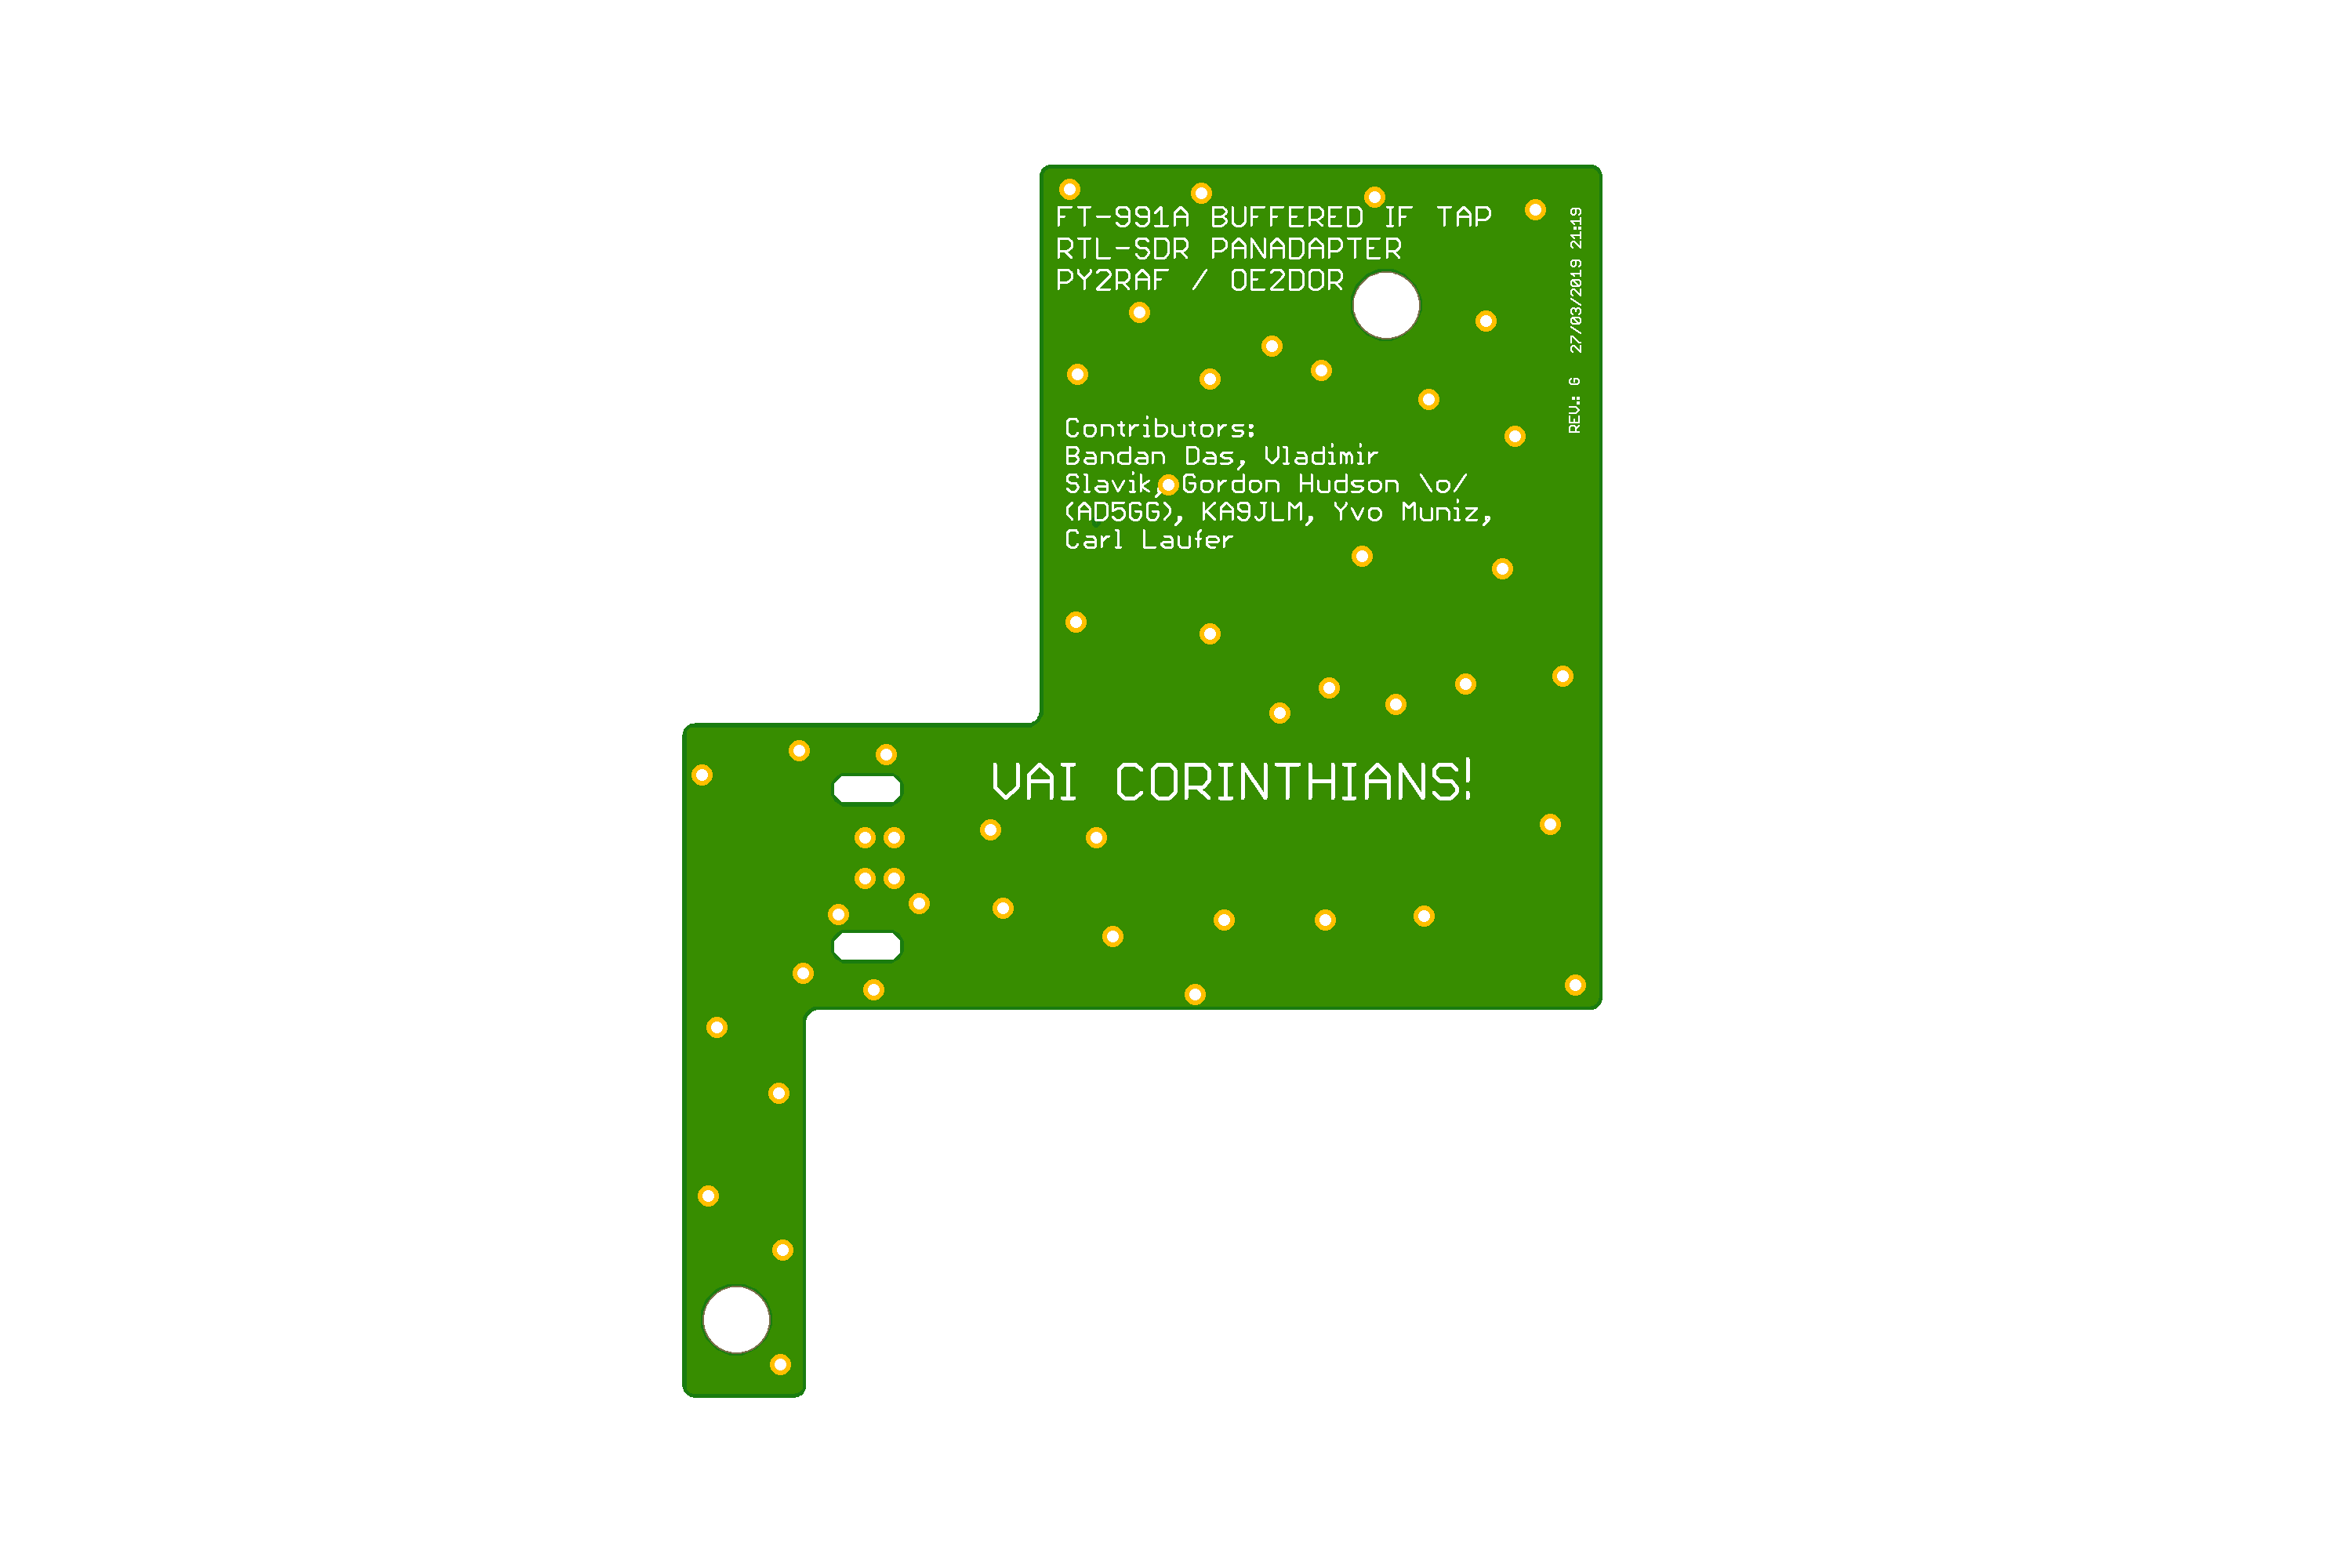 FT-991A BUFFERED IF TAP
RTL-SDR PANADAPTER
PY2RAF / OE2DOR
REV.: 6  27/03/2019 21:19
Contributors:
Bandan Das, Vladimir
Slavik, Gordon Hudson \o/
(AD5GG), KA9JLM, Yvo Muniz,
Carl Laufer
VAI CORINTHIANS!